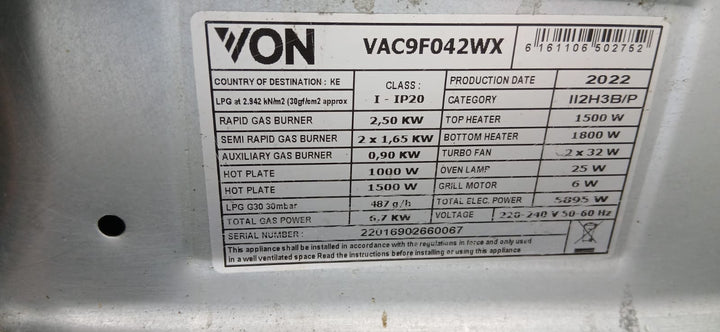 VON VAC9F042WX 6 161106 502752
COUNTRY OF DESTINATION : KE CLASS : PRODUCTION DATE 2022
LPG at 2.942 kN/m2 (30gf/cm2 approx I - IP20 CATEGORY II2H3B/P
RAPID GAS BURNER 2,50 KW TOP HEATER 1500 W
SEMI RAPID GAS BURNER 2 x 1,65 KW BOTTOM HEATER 1800 W
AUXILIARY GAS BURNER 0,90 KW TURBO FAN 2 x 32 W
HOT PLATE 1000 W OVEN LAMP 25 W
HOT PLATE 1500 W GRILL MOTOR 6 W
LPG G30 30mbar 487 g/h TOTAL ELEC. POWER 5895 W
TOTAL GAS POWER 6,7 KW VOLTAGE 220-240 V 50-60 Hz
SERIAL NUMBER : 22016902660067
This appliance shall be installed in accordance with the regulations in force and only used
in a well ventilated space Read the instructions before installing or using this appliance